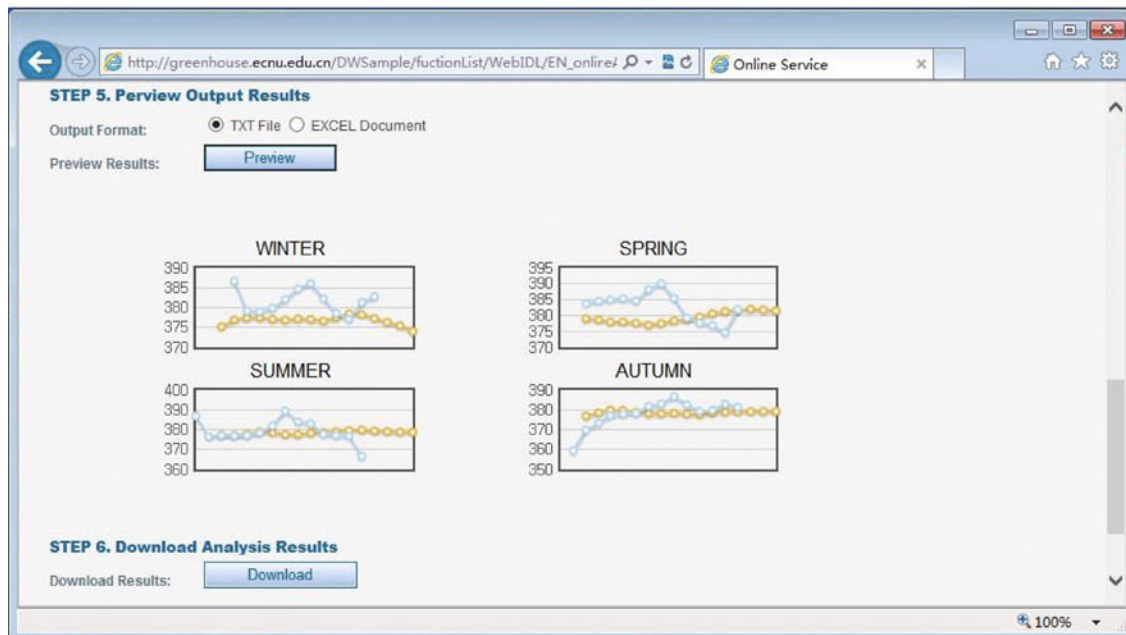 http://greenhouse.ecnu.edu.cn/DWSample/fuctionList/WebIDL/EN_onlire
Online Service
STEP 5. Perview Output Results
Output Format: TXT File EXCEL Document
Preview Results: Preview
WINTER
390
385
380
375
370
SPRING
395
390
385
380
375
370
SUMMER
400
390
380
370
360
AUTUMN
390
380
370
360
350
STEP 6. Download Analysis Results
Download Results: Download
100%